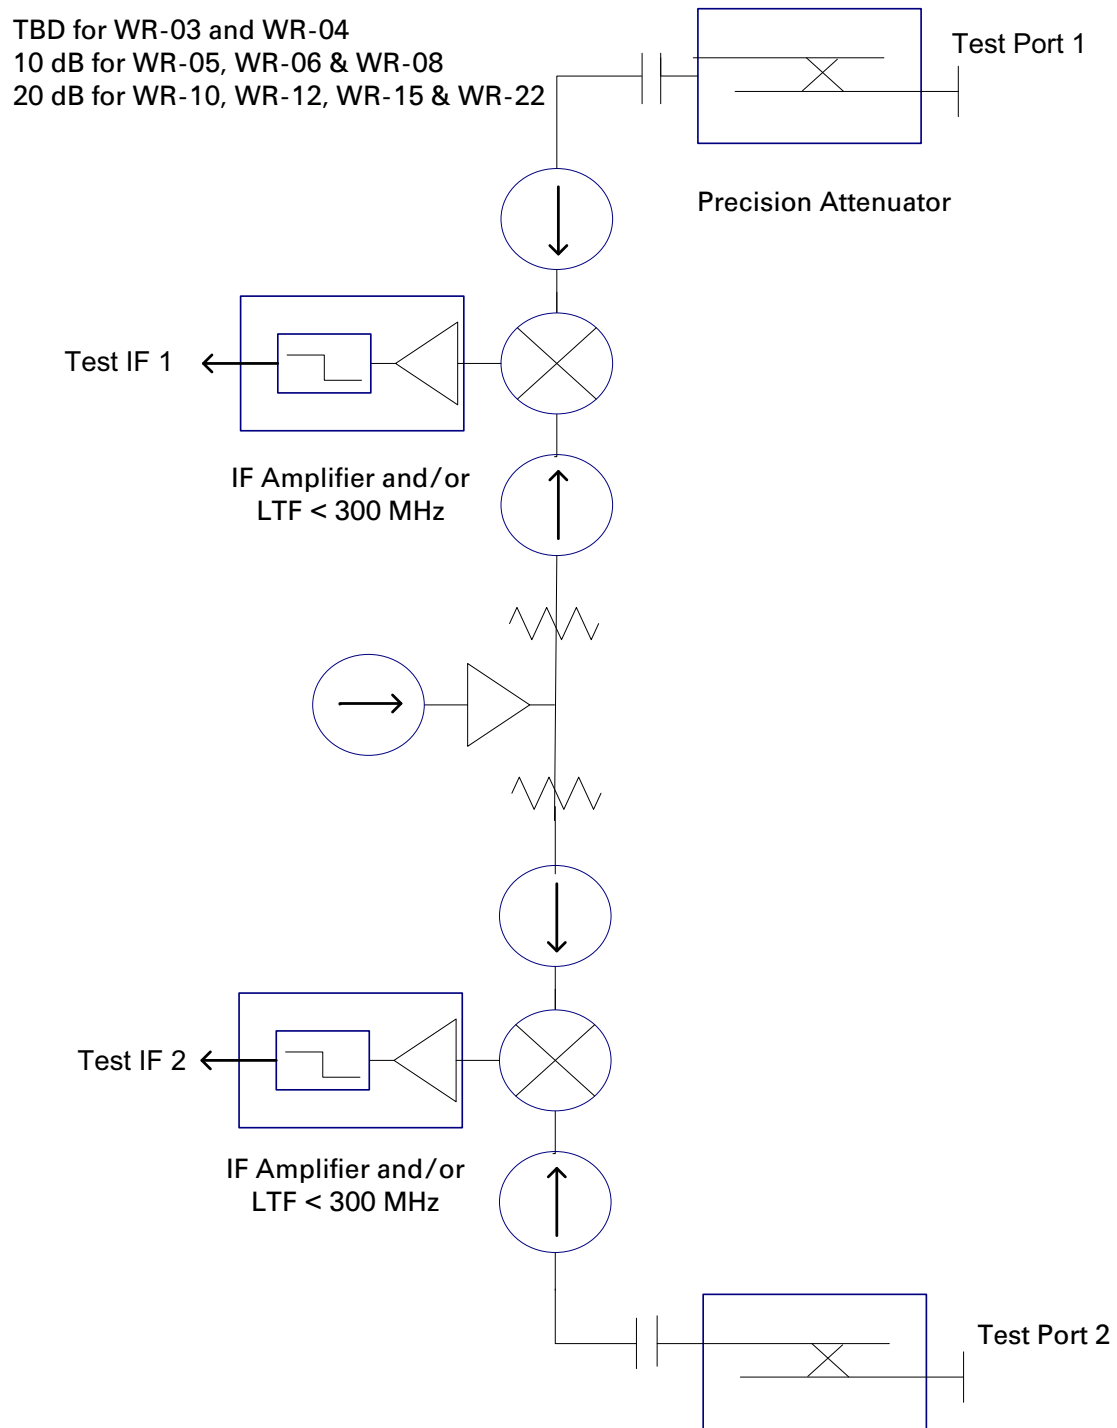 TBD for WR-03 and WR-04
10 dB for WR-05, WR-06 & WR-08
20 dB for WR-10, WR-12, WR-15 & WR-22
Test Port 1
Precision Attenuator
Test IF 1
IF Amplifier and/or
LTF < 300 MHz
Test IF 2
IF Amplifier and/or
LTF < 300 MHz
Test Port 2